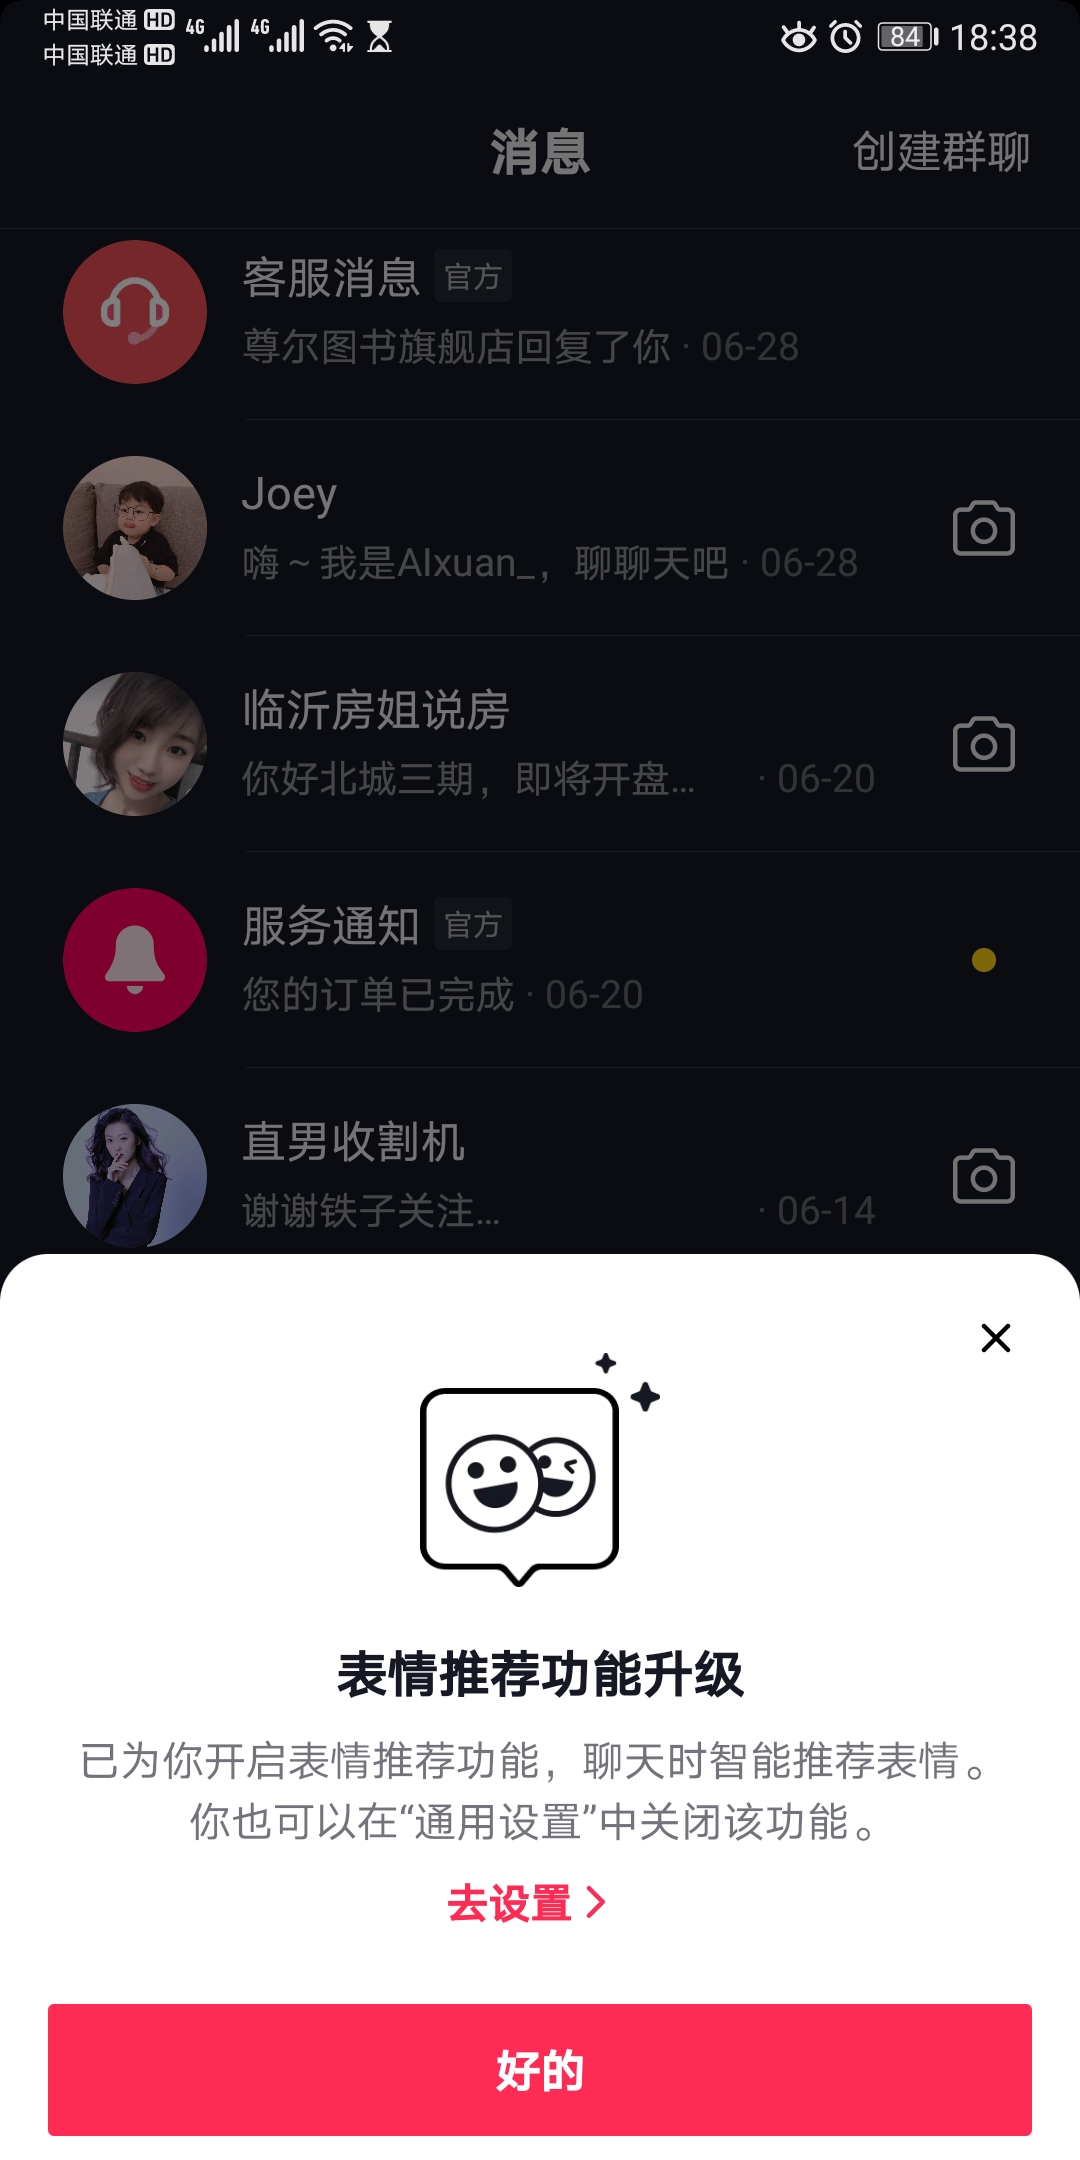 中国联通 HD 4G 4G
中国联通 HD
84 18:38
消息
创建群聊
客服消息 官方
尊尔图书旗舰店回复了你 · 06-28
Joey
嗨~我是AIxuan_，聊聊天吧 · 06-28
临沂房姐说房
你好北城三期，即将开盘... · 06-20
服务通知 官方
您的订单已完成 · 06-20
直男收割机
谢谢铁子关注... · 06-14
表情推荐功能升级
已为你开启表情推荐功能，聊天时智能推荐表情。
你也可以在“通用设置”中关闭该功能。
去设置
好的